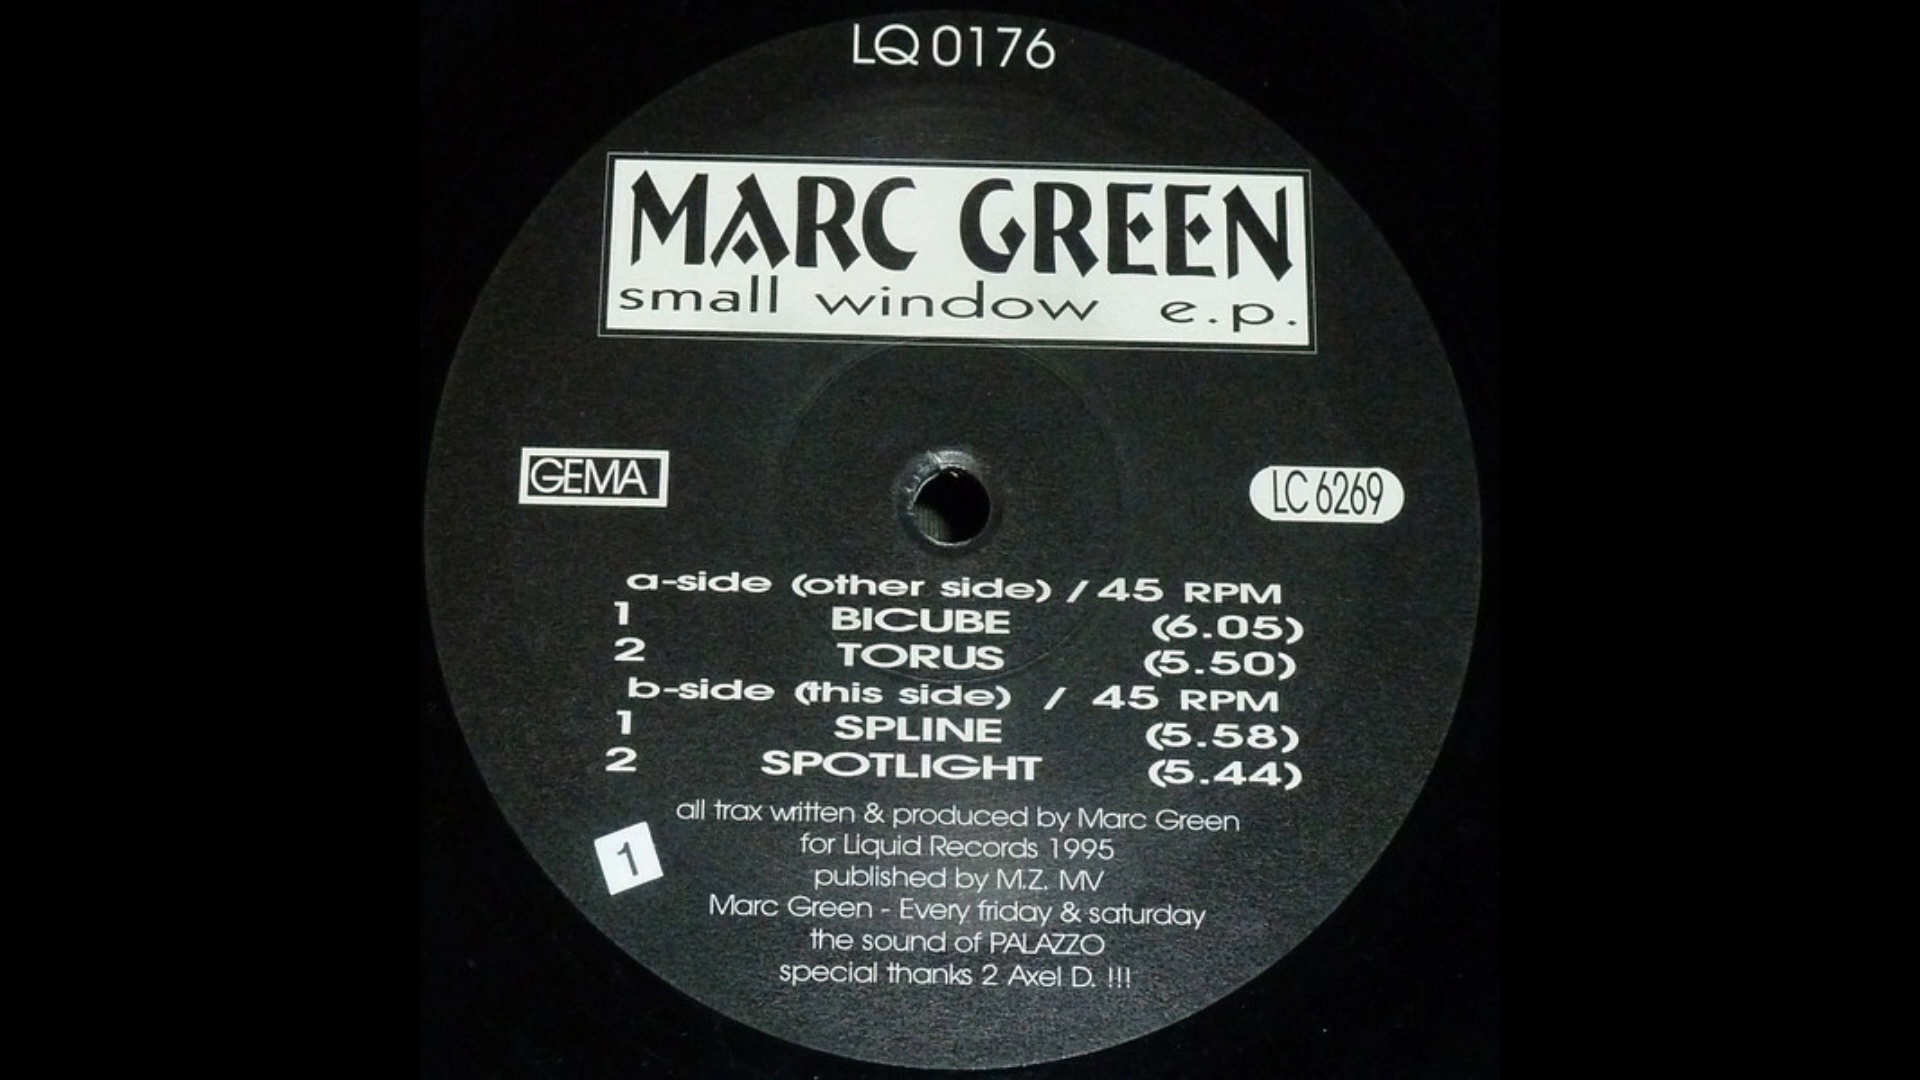 LQ 0176
MARC GREEN
small window e.p.
GEMA
LC 6269
a-side (other side) / 45 RPM
1 BICUBE (6.05)
2 TORUS (5.50)
b-side (this side) / 45 RPM
1 SPLINE (5.58)
2 SPOTLIGHT (5.44)
all trax written & produced by Marc Green
for Liquid Records 1995
1
published by M.Z. MV
Marc Green - Every friday & saturday
the sound of PALAZZO
special thanks 2 Axel D. !!!